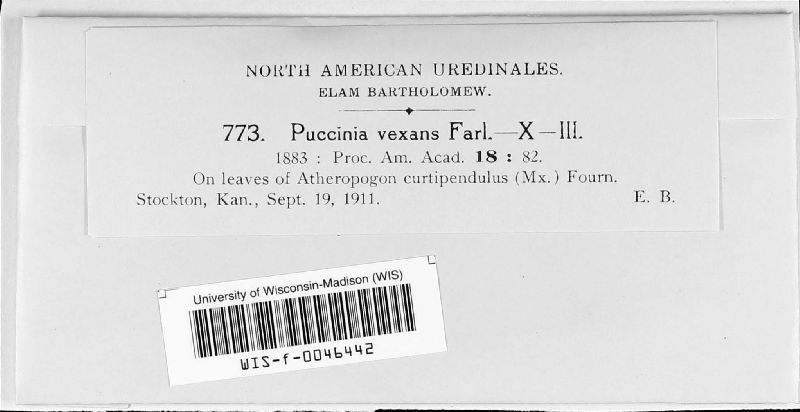 NORTH AMERICAN UREDINALES.
ELAM BARTHOLOMEW.
773. Puccinia vexans Farl.—X—III.
1883 : Proc. Am. Acad. 18 : 82.
On leaves of Atheropogon curtipendulus (Mx.) Fourn.
Stockton, Kan., Sept. 19, 1911. E. B.
University of Wisconsin-Madison (WIS)
WIS-f-0046442